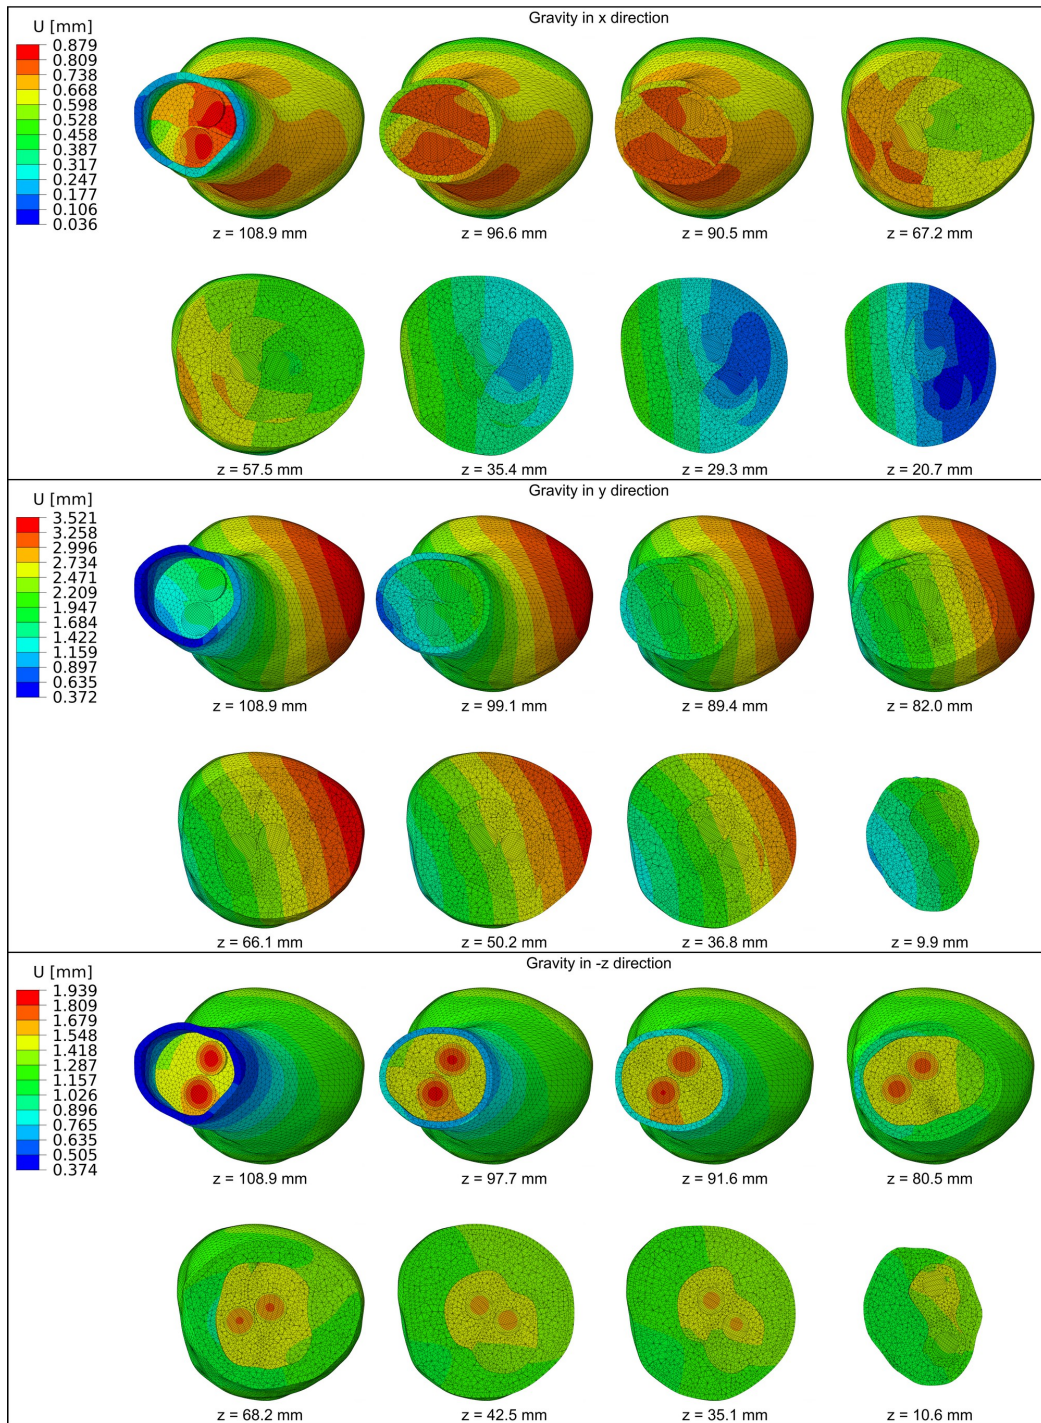 Gravity in x direction
U [mm]
0.879
0.809
0.738
0.668
0.598
0.528
0.458
0.387
0.317
0.247
0.177
0.106
0.036
z = 108.9 mm
z = 96.6 mm
z = 90.5 mm
z = 67.2 mm
z = 57.5 mm
z = 35.4 mm
z = 29.3 mm
z = 20.7 mm
Gravity in y direction
U [mm]
3.521
3.258
2.996
2.734
2.471
2.209
1.947
1.684
1.422
1.159
0.897
0.635
0.372
z = 108.9 mm
z = 99.1 mm
z = 89.4 mm
z = 82.0 mm
z = 66.1 mm
z = 50.2 mm
z = 36.8 mm
z = 9.9 mm
Gravity in -z direction
U [mm]
1.939
1.809
1.679
1.548
1.418
1.287
1.157
1.026
0.896
0.765
0.635
0.505
0.374
z = 108.9 mm
z = 97.7 mm
z = 91.6 mm
z = 80.5 mm
z = 68.2 mm
z = 42.5 mm
z = 35.1 mm
z = 10.6 mm